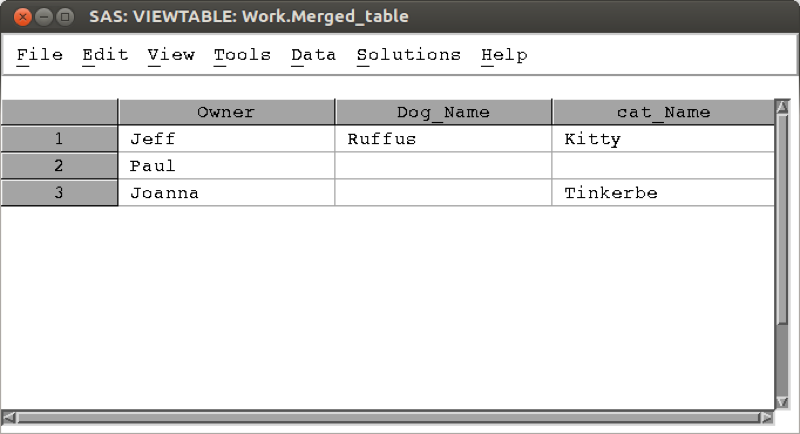 SAS: VIEWTABLE: Work.Merged_table
File Edit View Tools Data Solutions Help
Owner Dog_Name cat_Name
1 Jeff Ruffus Kitty
2 Paul
3 Joanna Tinkerbe